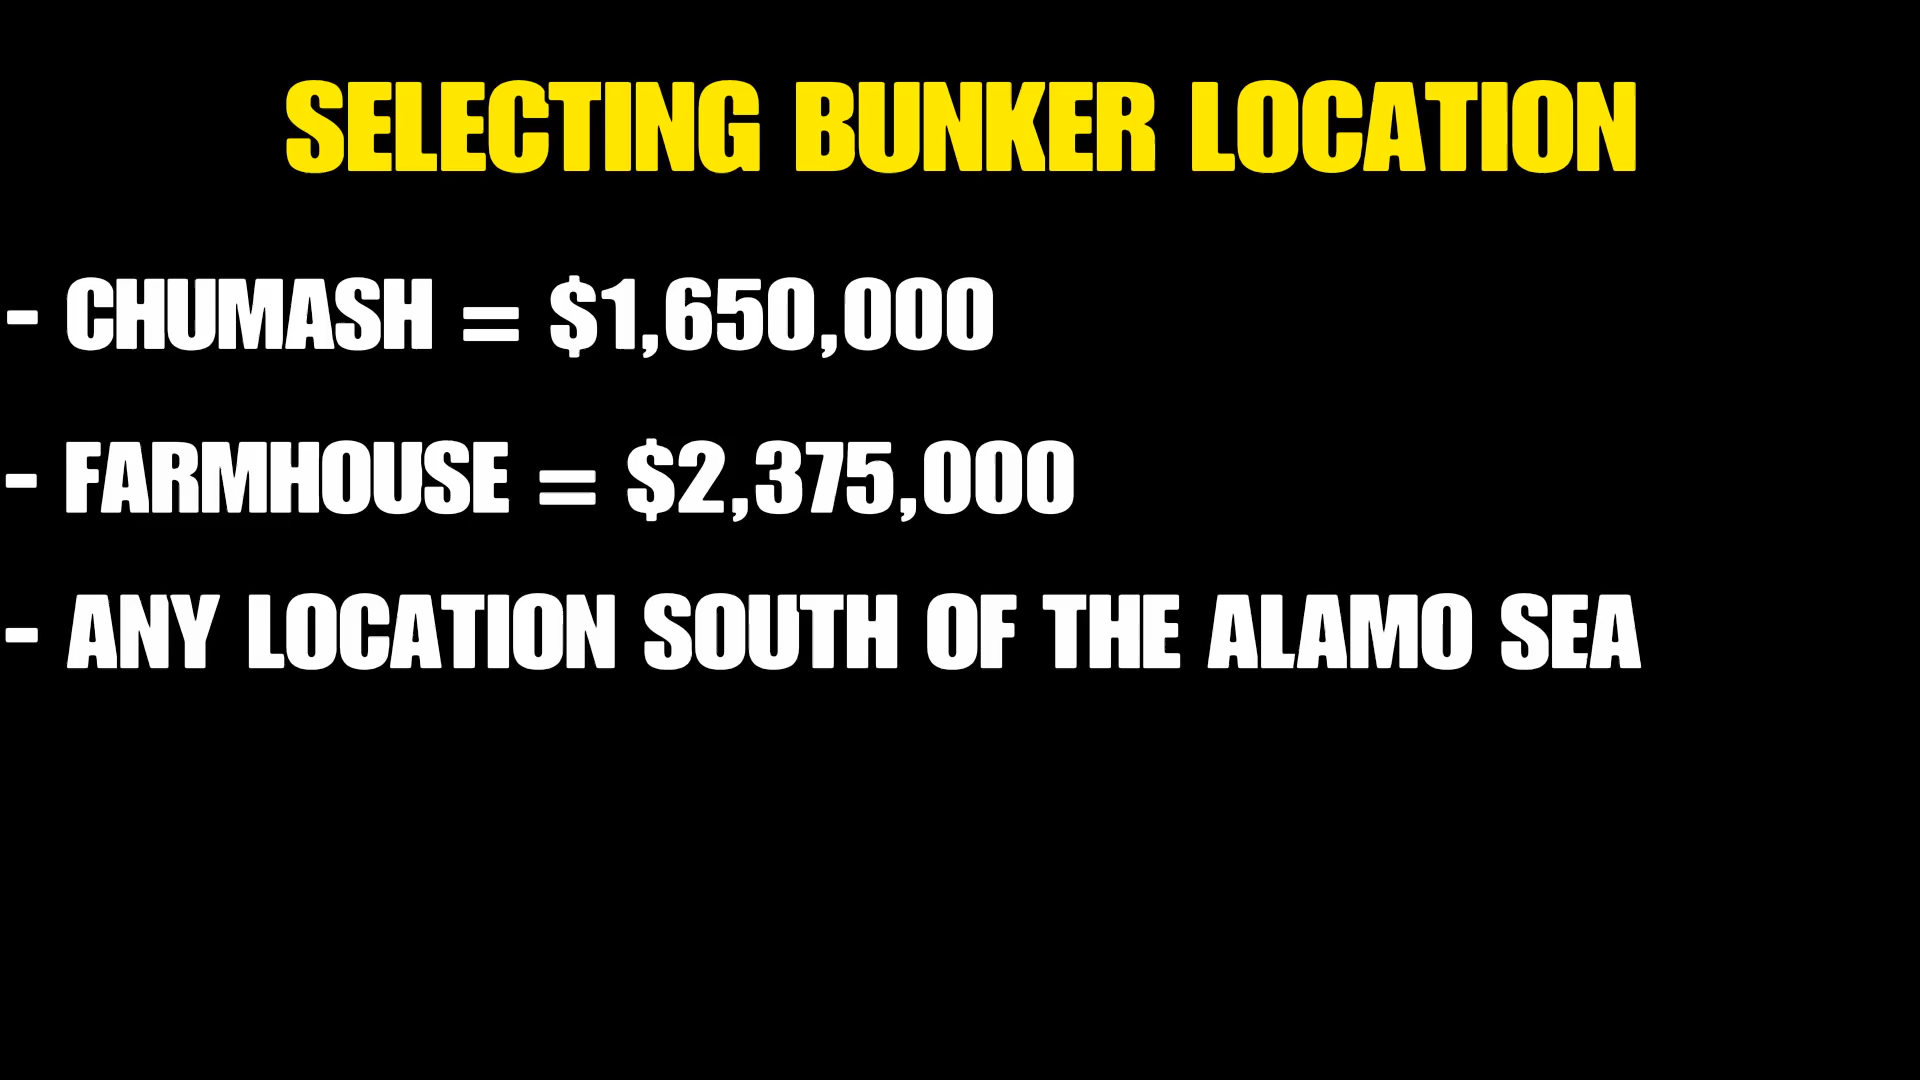 SELECTING BUNKER LOCATION
- CHUMASH = $1,650,000
- FARMHOUSE = $2,375,000
- ANY LOCATION SOUTH OF THE ALAMO SEA